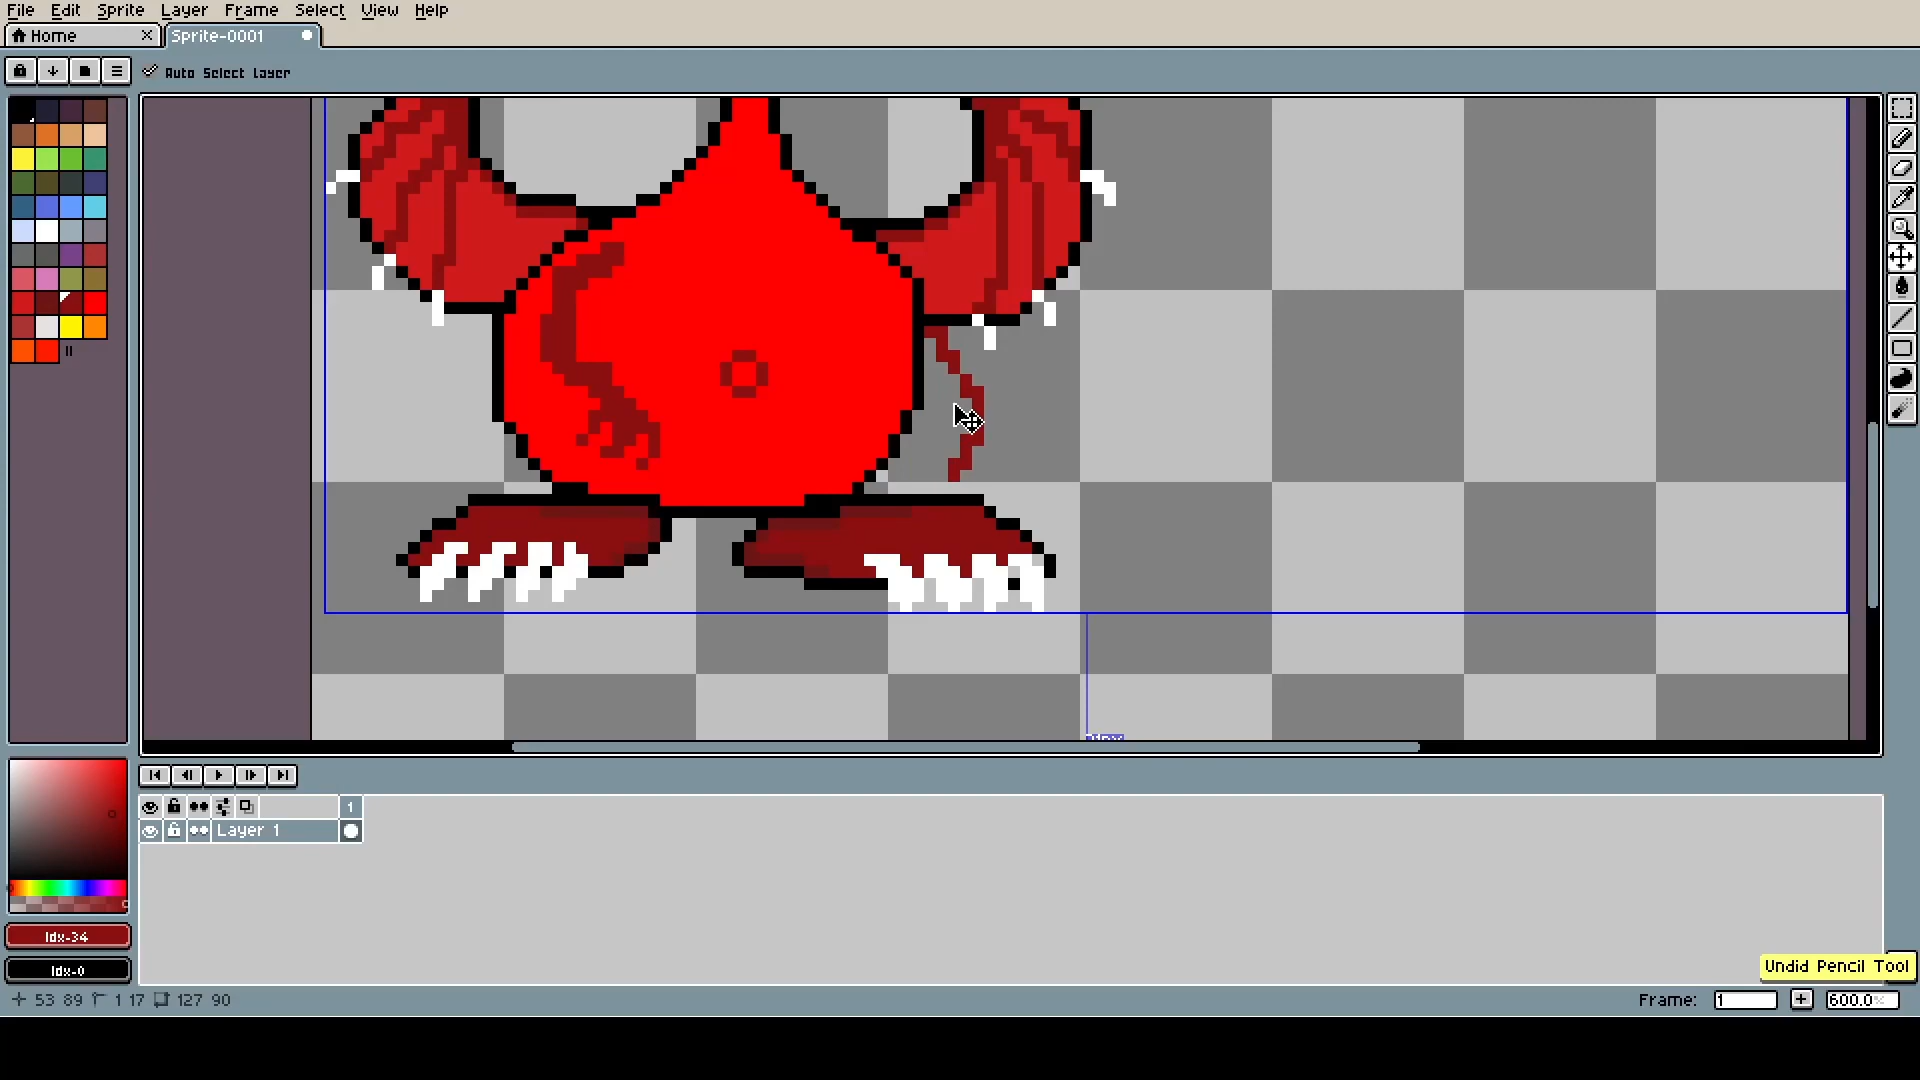 File Edit Sprite Layer Frame Select View Help
Home
Sprite-0001
Auto Select Layer
1
Layer 1
Idx-34
Idx-0
Undid Pencil Tool
53 89 1 17 127 90
Frame: 1 + 600.0%